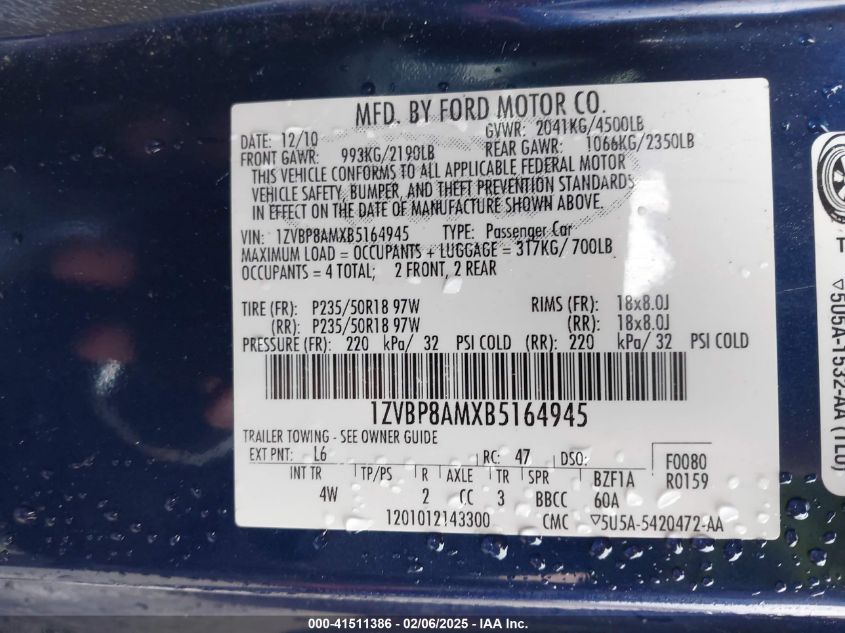 MFD. BY FORD MOTOR CO.
DATE: 12/10 GVWR: 2041KG/4500LB
FRONT GAWR: 993KG/2190LB REAR GAWR: 1066KG/2350LB
THIS VEHICLE CONFORMS TO ALL APPLICABLE FEDERAL MOTOR
VEHICLE SAFETY, BUMPER, AND THEFT PREVENTION STANDARDS
IN EFFECT ON THE DATE OF MANUFACTURE SHOWN ABOVE.
VIN: 1ZVBP8AMXB5164945 TYPE: Passenger Car
MAXIMUM LOAD = OCCUPANTS + LUGGAGE = 317KG/700LB
OCCUPANTS = 4 TOTAL; 2 FRONT, 2 REAR
TIRE (FR): P235/50R18 97W RIMS (FR): 18x8.0J
(RR): P235/50R18 97W (RR): 18x8.0J
PRESSURE (FR): 220 kPa/ 32 PSI COLD (RR): 220 kPa/ 32 PSI COLD
1ZVBP8AMXB5164945
TRAILER TOWING - SEE OWNER GUIDE
EXT PNT: L6 RC: 47 DSO: F0080
INT TR TP/PS R AXLE TR SPR BZF1A R0159
4W 2 CC 3 BBCC 60A
1201012143300 CMC ▽5U5A-5420472-AA
T
▽5U5A-1532-AA (TLO)
000-41511386 - 02/06/2025 - IAA Inc.